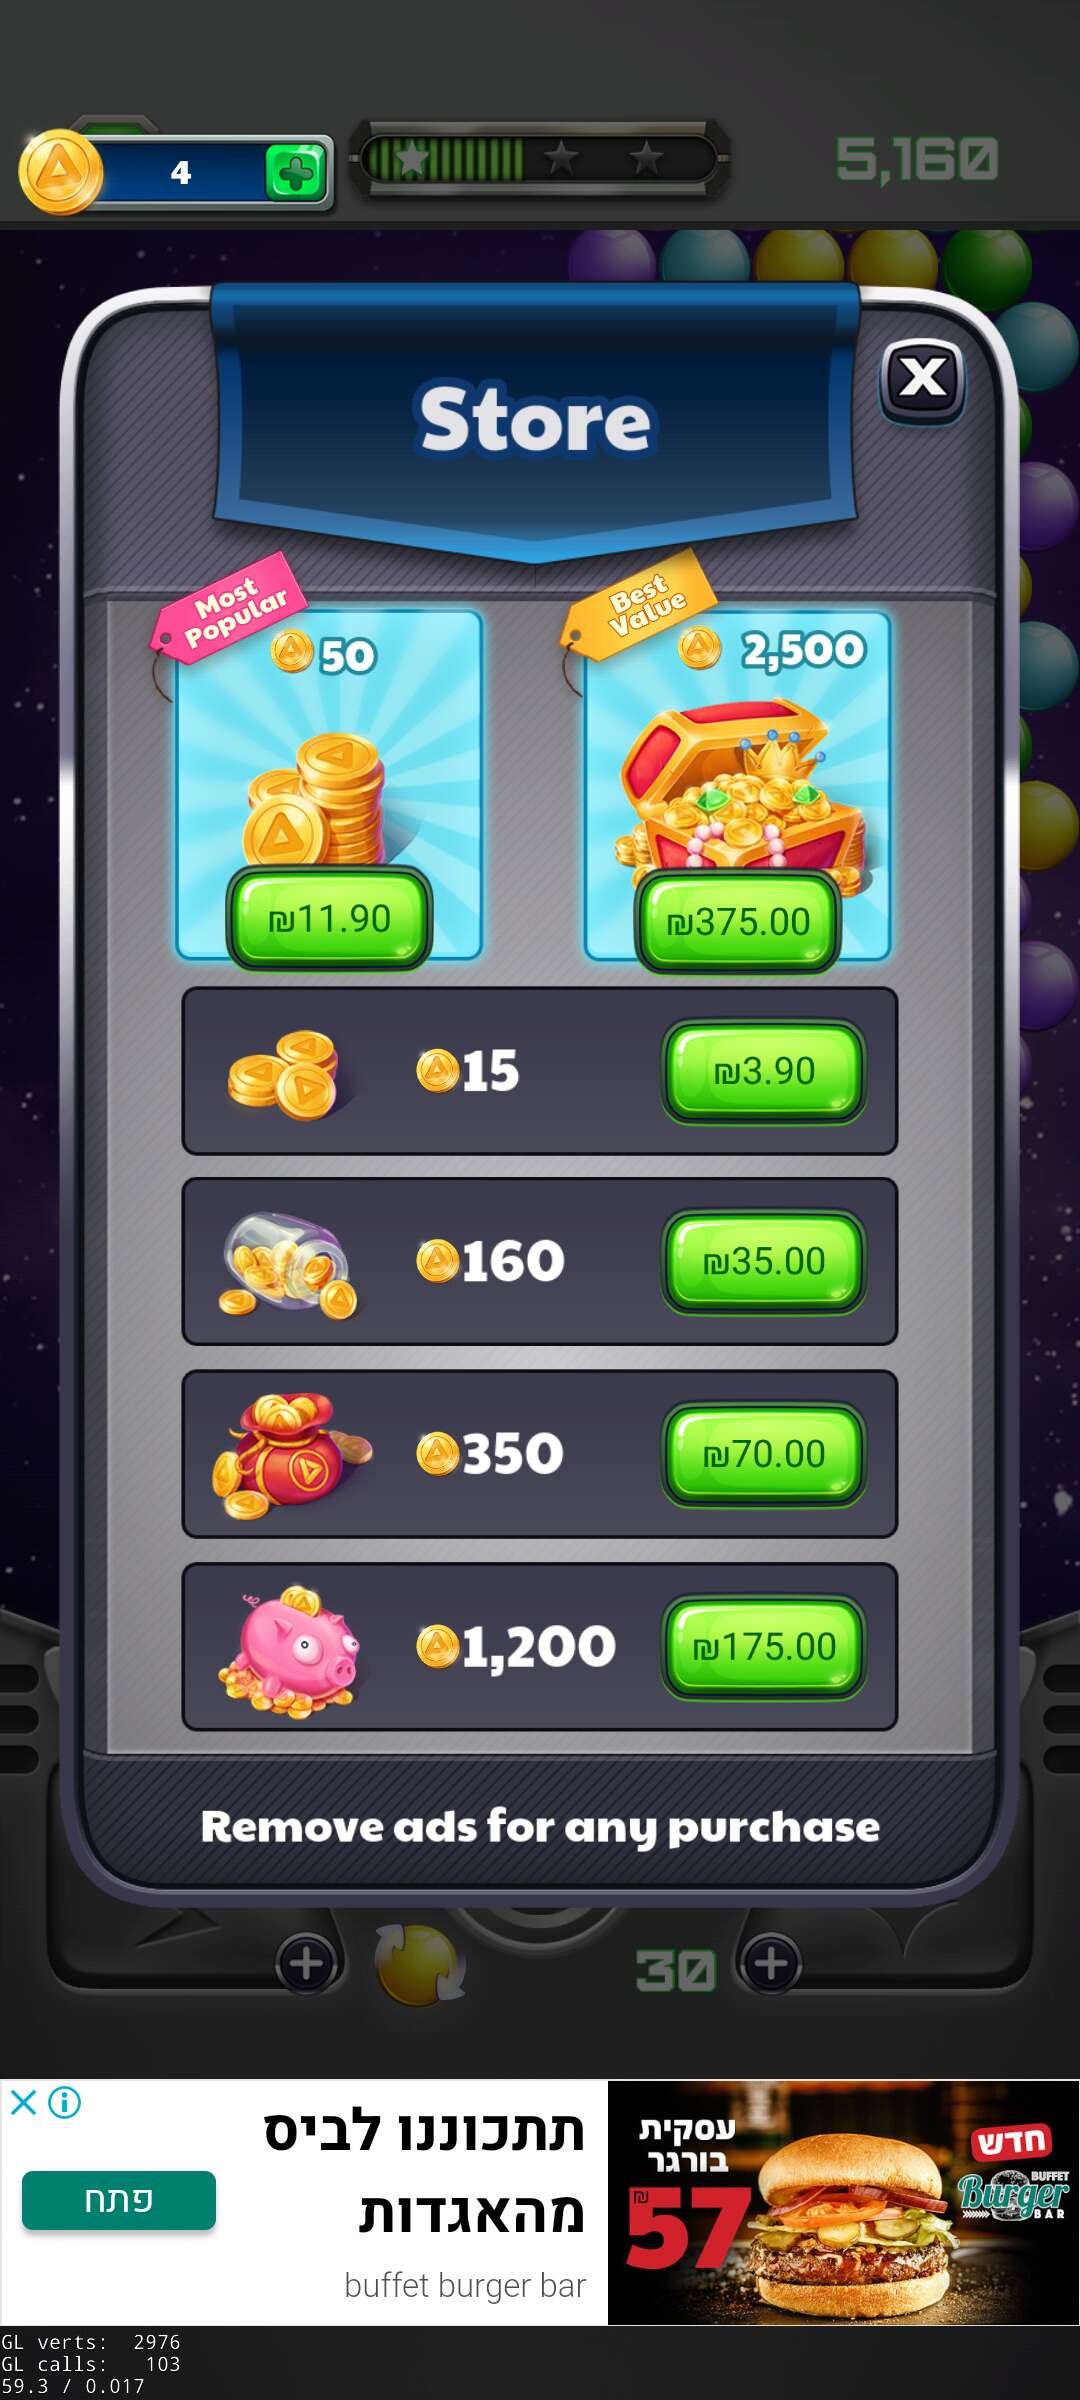 4
5,160
Store
Most
Popular
50
₪11.90
Best
Value
2,500
₪375.00
15
₪3.90
160
₪35.00
350
₪70.00
1,200
₪175.00
Remove ads for any purchase
30
תתכוננו לביס
מהאגדות
buffet burger bar
פתח
עסקית
בורגר
₪57
חדש
BUFFET
Burger
BAR
GL verts: 2976
GL calls: 103
59.3 / 0.017